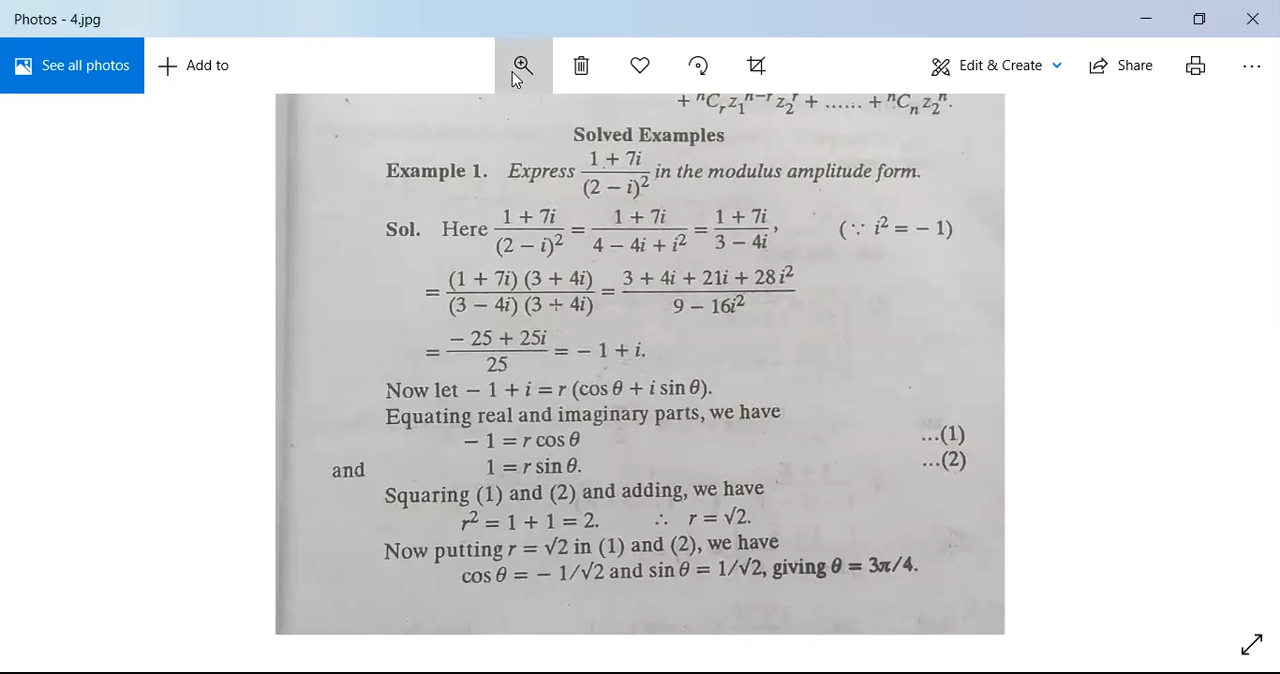 Photos - 4.jpg
See all photos
Add to
Edit & Create
Share
+ ⁿCᵣ z₁ⁿ⁻ʳ z₂ʳ + ...... + ⁿCₙ z₂ⁿ.
Solved Examples
Example 1. Express (1 + 7i)/(2 – i)² in the modulus amplitude form.
Sol. Here (1 + 7i)/(2 – i)² = (1 + 7i)/(4 – 4i + i²) = (1 + 7i)/(3 – 4i), (∵ i² = – 1)
= ((1 + 7i) (3 + 4i))/((3 – 4i) (3 + 4i)) = (3 + 4i + 21i + 28i²)/(9 – 16i²)
= (– 25 + 25i)/25 = – 1 + i.
Now let – 1 + i = r (cos θ + i sin θ).
Equating real and imaginary parts, we have
– 1 = r cos θ ...(1)
and 1 = r sin θ. ...(2)
Squaring (1) and (2) and adding, we have
r² = 1 + 1 = 2. ∴ r = √2.
Now putting r = √2 in (1) and (2), we have
cos θ = – 1/√2 and sin θ = 1/√2, giving θ = 3π/4.